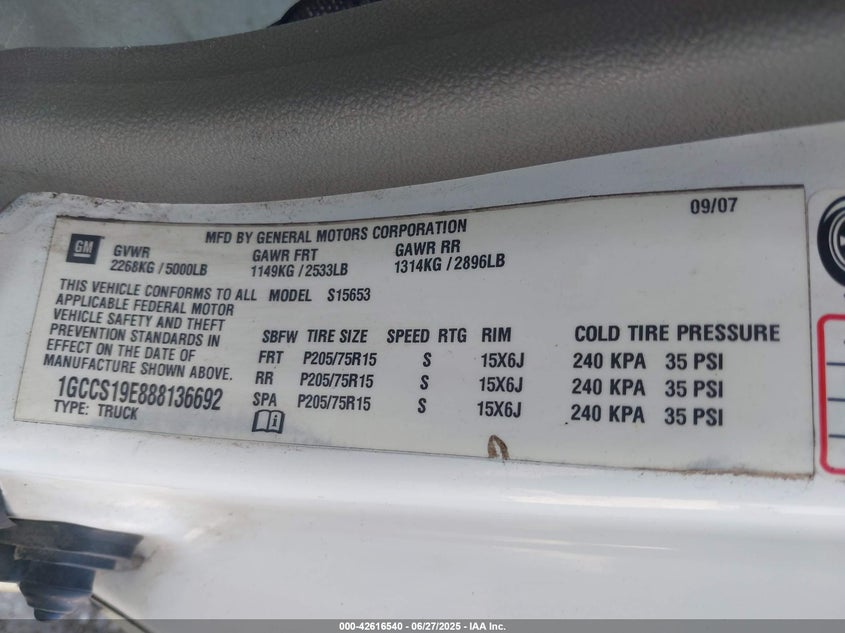 09/07
MFD BY GENERAL MOTORS CORPORATION
GM
GVWR GAWR FRT GAWR RR
2268KG / 5000LB 1149KG / 2533LB 1314KG / 2896LB
THIS VEHICLE CONFORMS TO ALL
APPLICABLE FEDERAL MOTOR
VEHICLE SAFETY AND THEFT
PREVENTION STANDARDS IN
EFFECT ON THE DATE OF
MANUFACTURE SHOWN ABOVE.
1GCCS19E888136692
TYPE: TRUCK
MODEL S15653
SBFW TIRE SIZE SPEED RTG RIM COLD TIRE PRESSURE
FRT P205/75R15 S 15X6J 240 KPA 35 PSI
RR P205/75R15 S 15X6J 240 KPA 35 PSI
SPA P205/75R15 S 15X6J 240 KPA 35 PSI
000-42616540 - 06/27/2025 - IAA Inc.